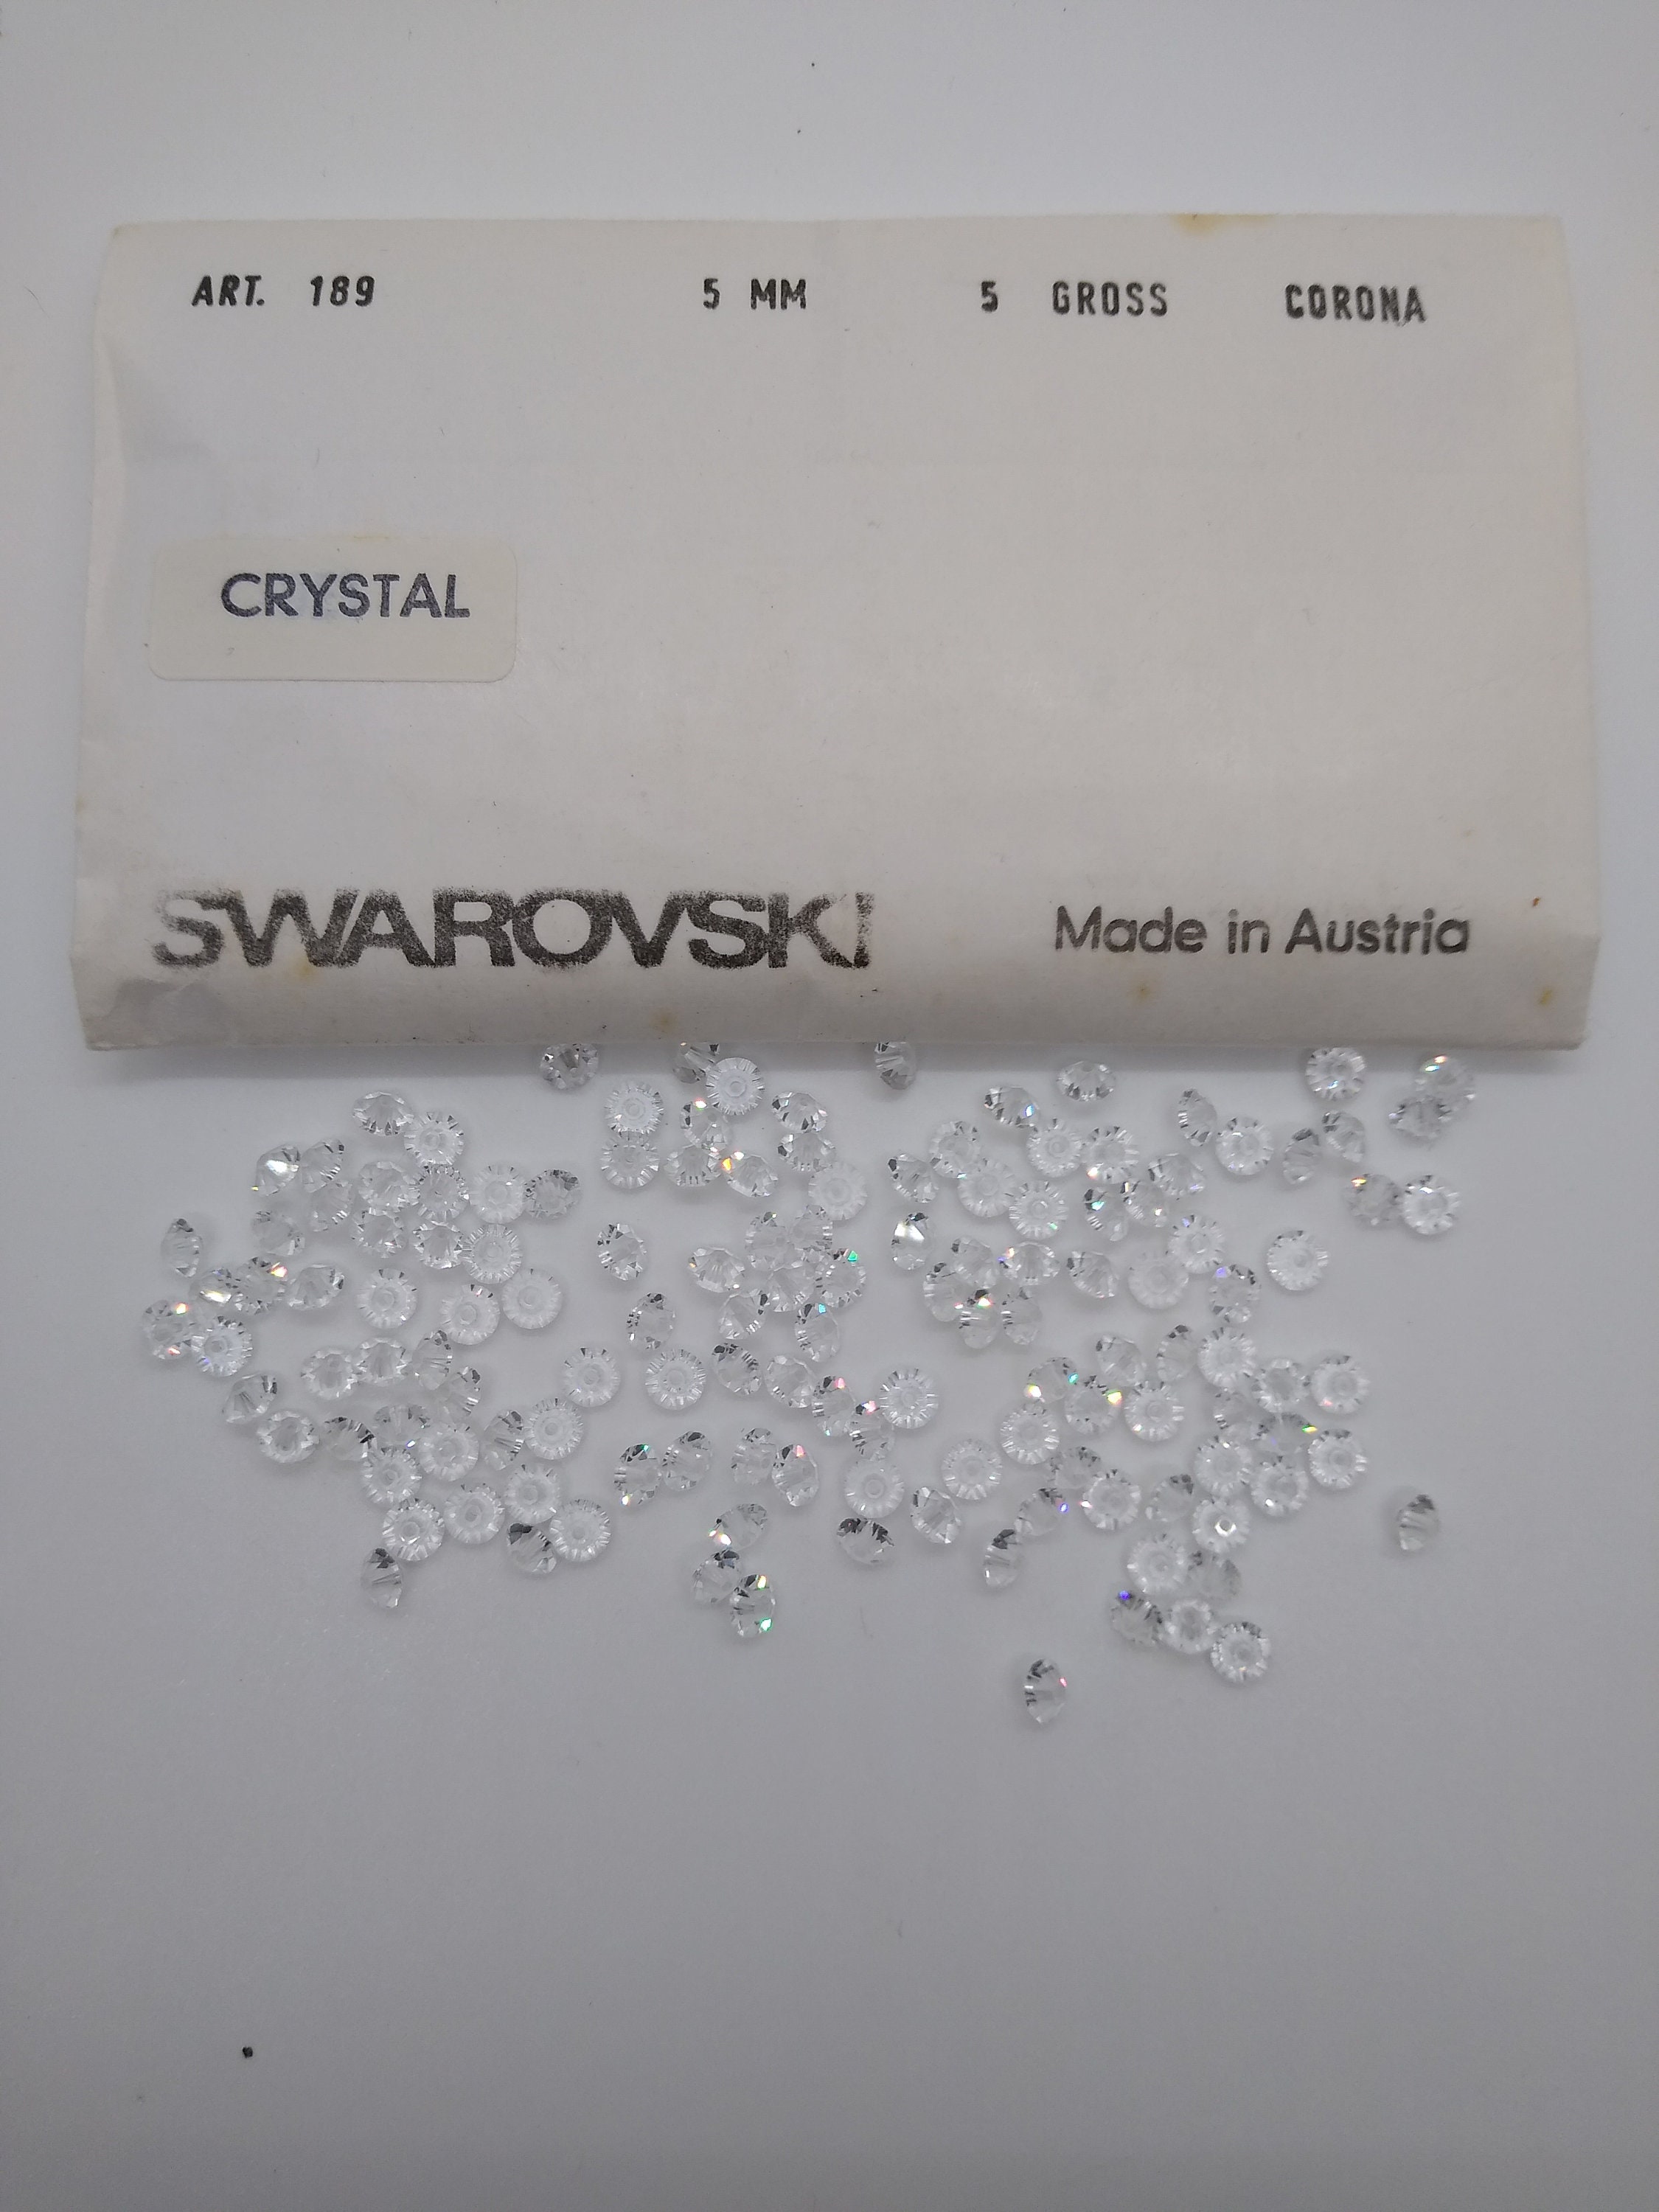 ART. 189 5 MM 5 GROSS CORONA
CRYSTAL
SWAROVSKI Made in Austria